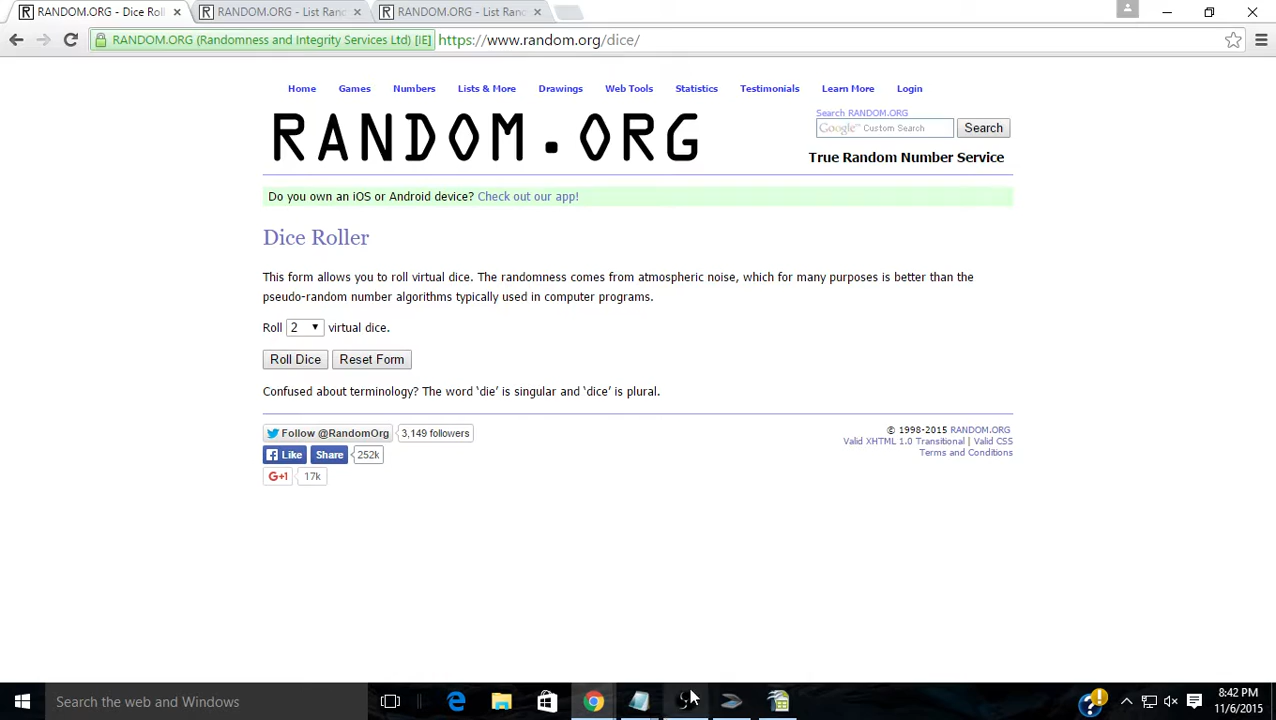 RANDOM.ORG - Dice Roll
RANDOM.ORG - List Ran
RANDOM.ORG - List Ran
RANDOM.ORG (Randomness and Integrity Services Ltd) [IE] https://www.random.org/dice/
Home Games Numbers Lists & More Drawings Web Tools Statistics Testimonials Learn More Login
RANDOM.ORG
Search RANDOM.ORG
Google™ Custom Search Search
True Random Number Service
Do you own an iOS or Android device? Check out our app!
Dice Roller
This form allows you to roll virtual dice. The randomness comes from atmospheric noise, which for many purposes is better than the
pseudo-random number algorithms typically used in computer programs.
Roll 2 virtual dice.
Roll Dice Reset Form
Confused about terminology? The word ‘die’ is singular and ‘dice’ is plural.
Follow @RandomOrg 3,149 followers
Like Share 252k
G+1 17k
© 1998-2015 RANDOM.ORG
Valid XHTML 1.0 Transitional | Valid CSS
Terms and Conditions
Search the web and Windows
8:42 PM
11/6/2015